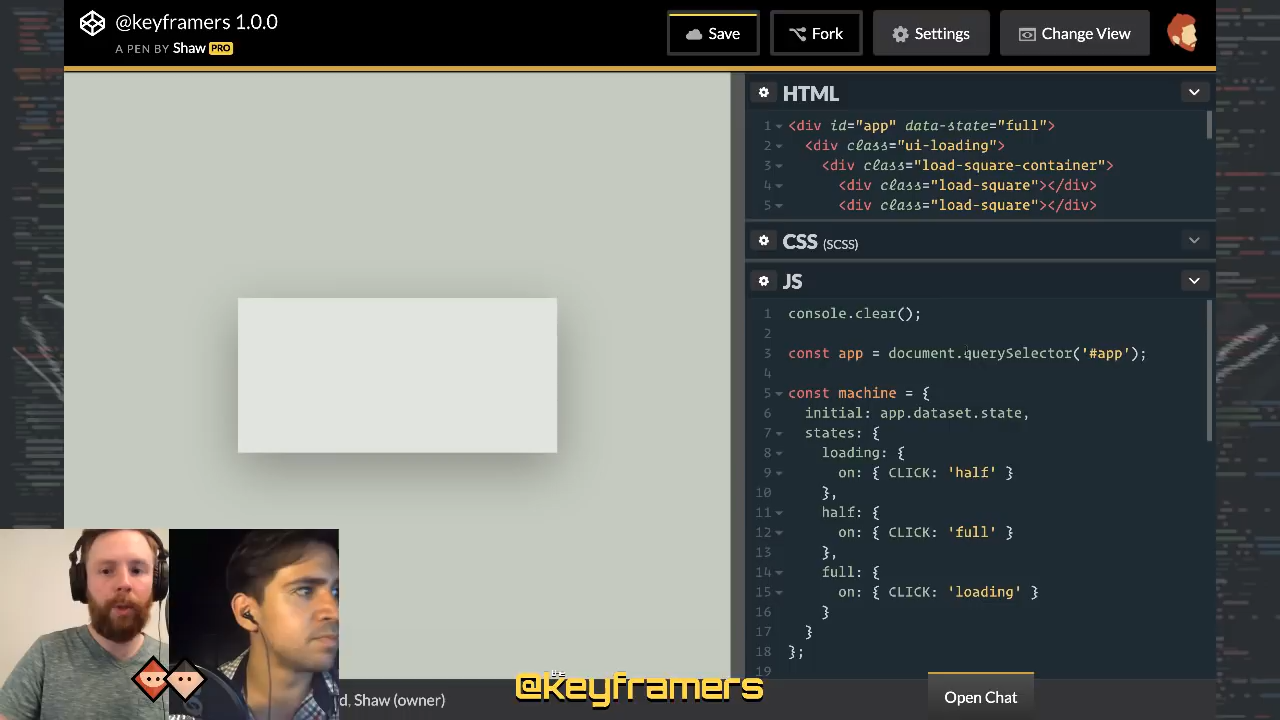 @keyframers 1.0.0
A PEN BY Shaw PRO
Save
Fork
Settings
Change View
HTML
1 <div id="app" data-state="full">
2 <div class="ui-loading">
3 <div class="load-square-container">
4 <div class="load-square"></div>
5 <div class="load-square"></div>
CSS (SCSS)
JS
1 console.clear();
2
3 const app = document.querySelector('#app');
4
5 const machine = {
6 initial: app.dataset.state,
7 states: {
8 loading: {
9 on: { CLICK: 'half' }
10 },
11 half: {
12 on: { CLICK: 'full' }
13 },
14 full: {
15 on: { CLICK: 'loading' }
16 }
17 }
18 };
19
d, Shaw (owner)
@keyframers
Open Chat